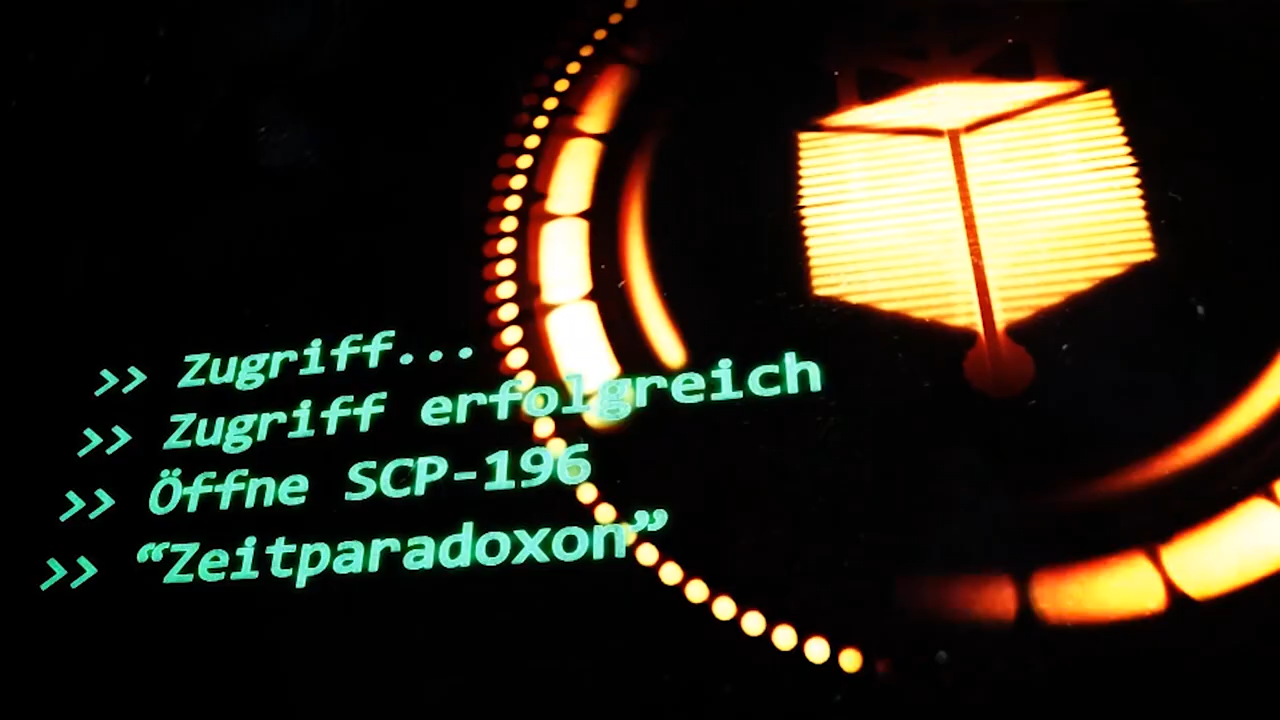 >> Zugriff...
>> Zugriff erfolgreich
>> Öffne SCP-196
>> “Zeitparadoxon”